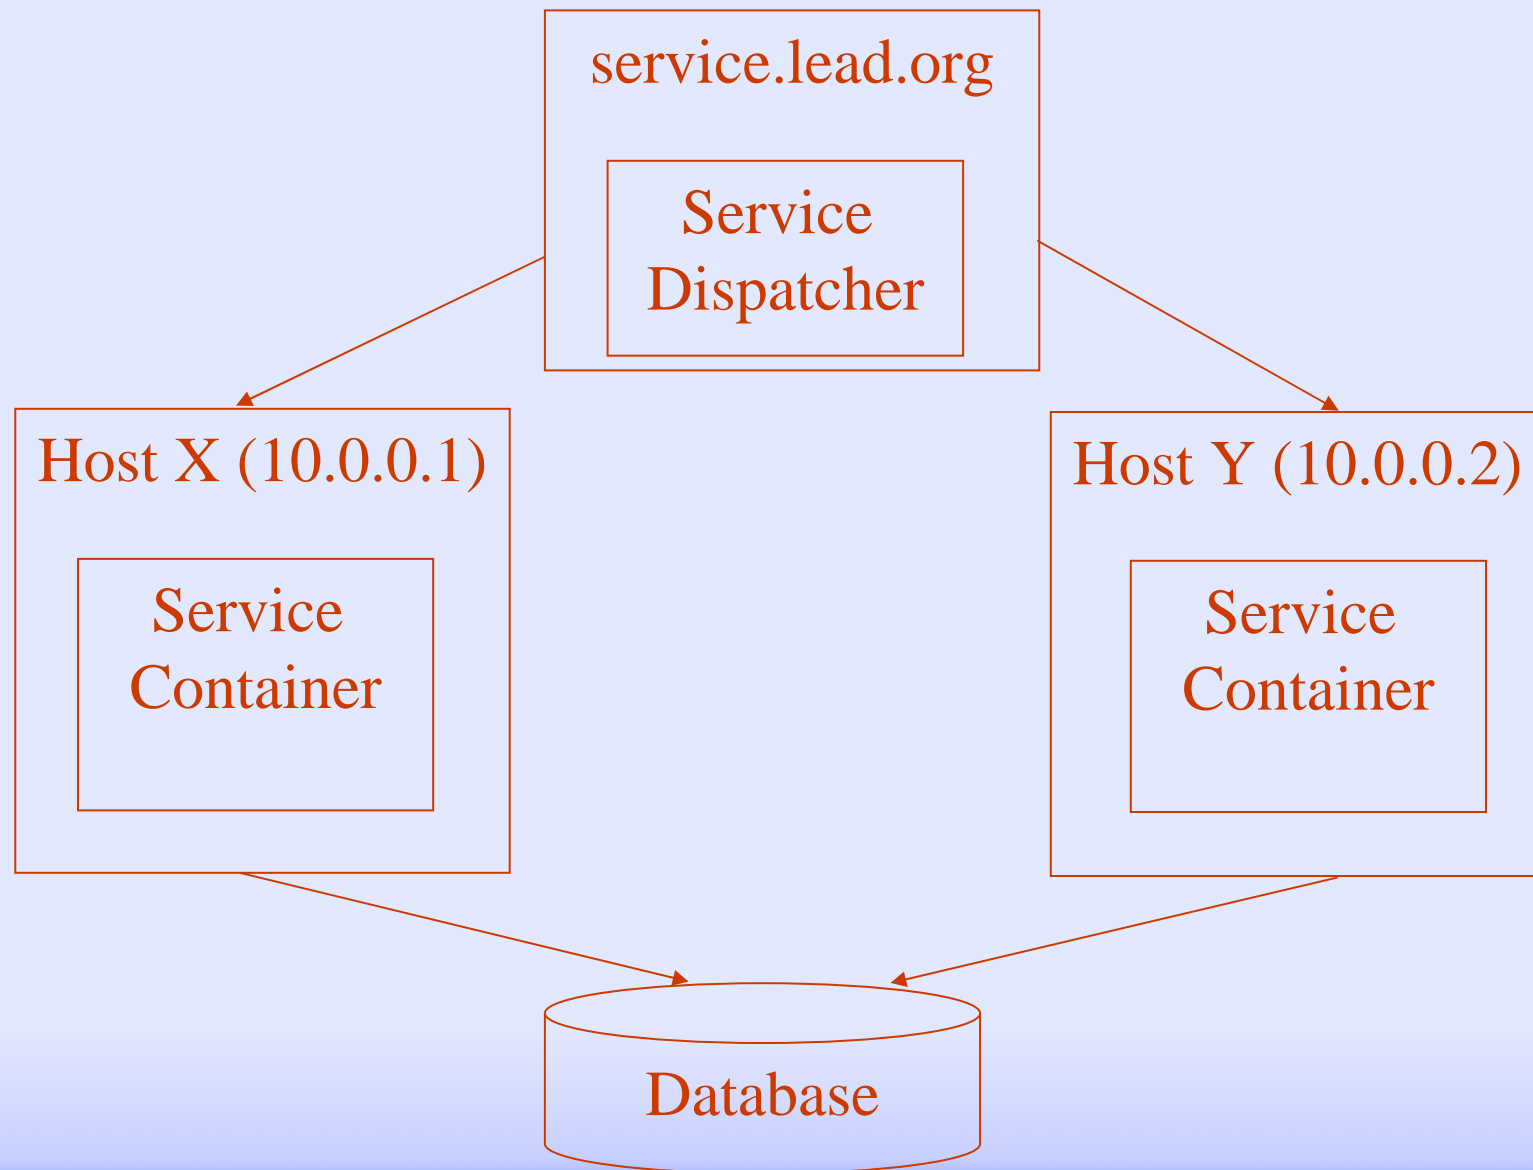 service.lead.org
Service
Dispatcher
Host X (10.0.0.1)
Service
Container
Host Y (10.0.0.2)
Service
Container
Database